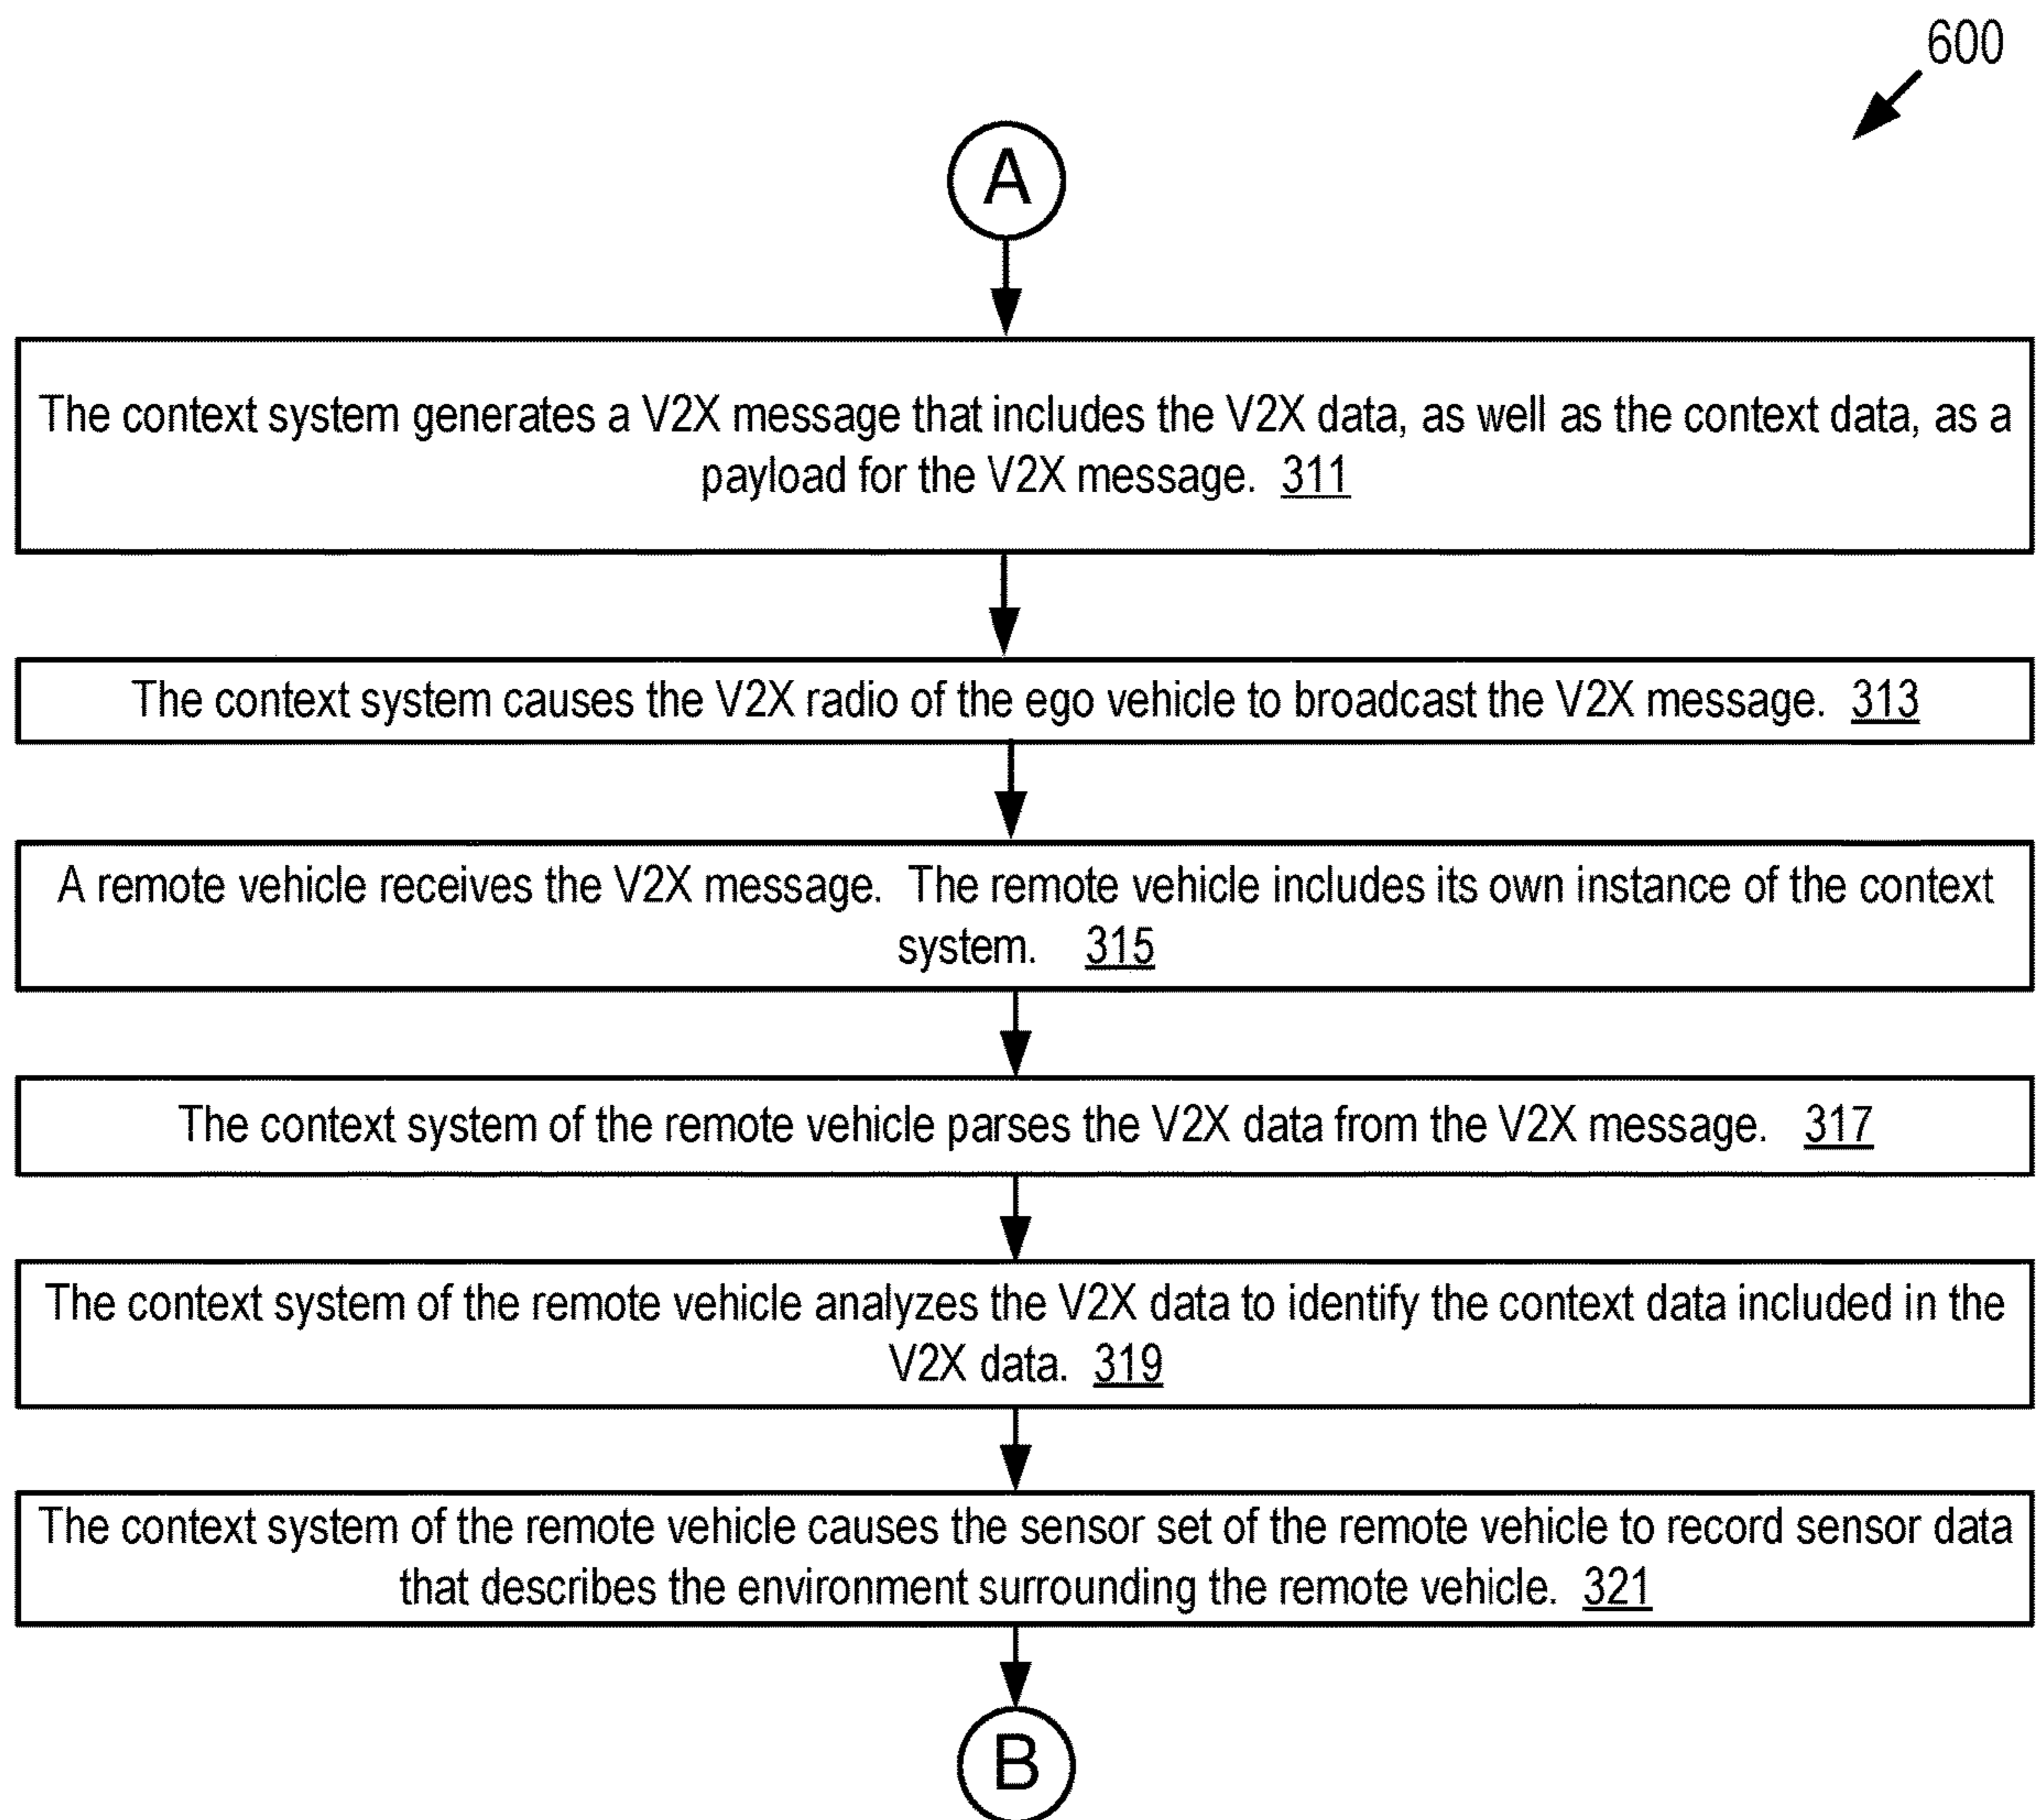 600
A
The context system generates a V2X message that includes the V2X data, as well as the context data, as a
payload for the V2X message. 311
The context system causes the V2X radio of the ego vehicle to broadcast the V2X message. 313
A remote vehicle receives the V2X message. The remote vehicle includes its own instance of the context
system. 315
The context system of the remote vehicle parses the V2X data from the V2X message. 317
The context system of the remote vehicle analyzes the V2X data to identify the context data included in the
V2X data. 319
The context system of the remote vehicle causes the sensor set of the remote vehicle to record sensor data
that describes the environment surrounding the remote vehicle. 321
B